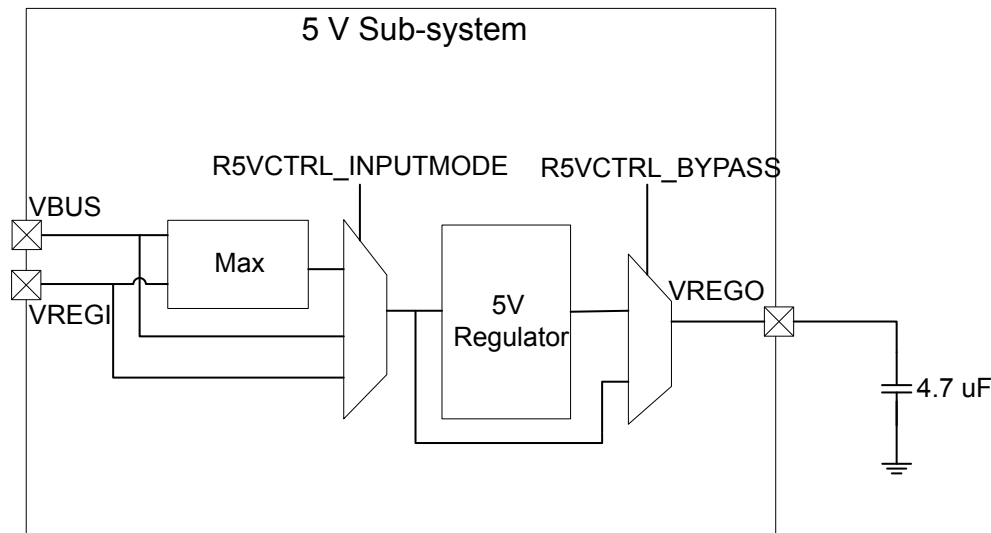 5 V Sub-system
R5VCTRL_INPUTMODE
R5VCTRL_BYPASS
VBUS
Max
VREGI
5V
Regulator
VREGO
4.7 uF